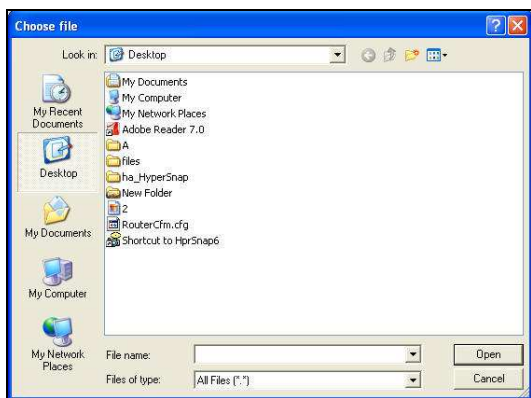 Choose file
Look in: Desktop
My Recent
Documents
Desktop
My Documents
My Computer
My Network
Places
My Documents
My Computer
My Network Places
Adobe Reader 7.0
A
files
ha_HyperSnap
New Folder
2
RouterCfm.cfg
Shortcut to HprSnap6
File name:
Open
Files of type: All Files (*.*)
Cancel